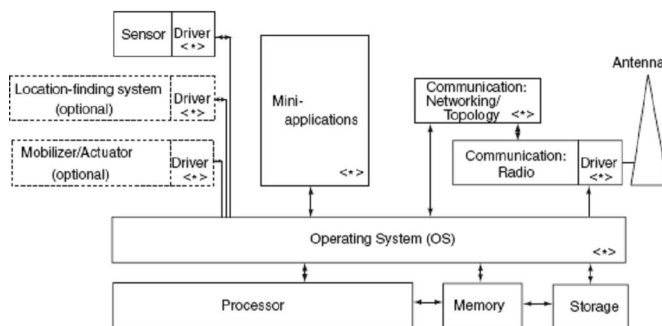 Sensor
Driver
<*>
Location-finding system
(optional)
Driver
<*>
Mobilizer/Actuator
(optional)
Driver
<*>
Mini-
applications
<*>
Communication:
Networking/
Topology
<*>
Antenna
Communication:
Radio
Driver
<*>
Operating System (OS)
<*>
Processor
Memory
Storage